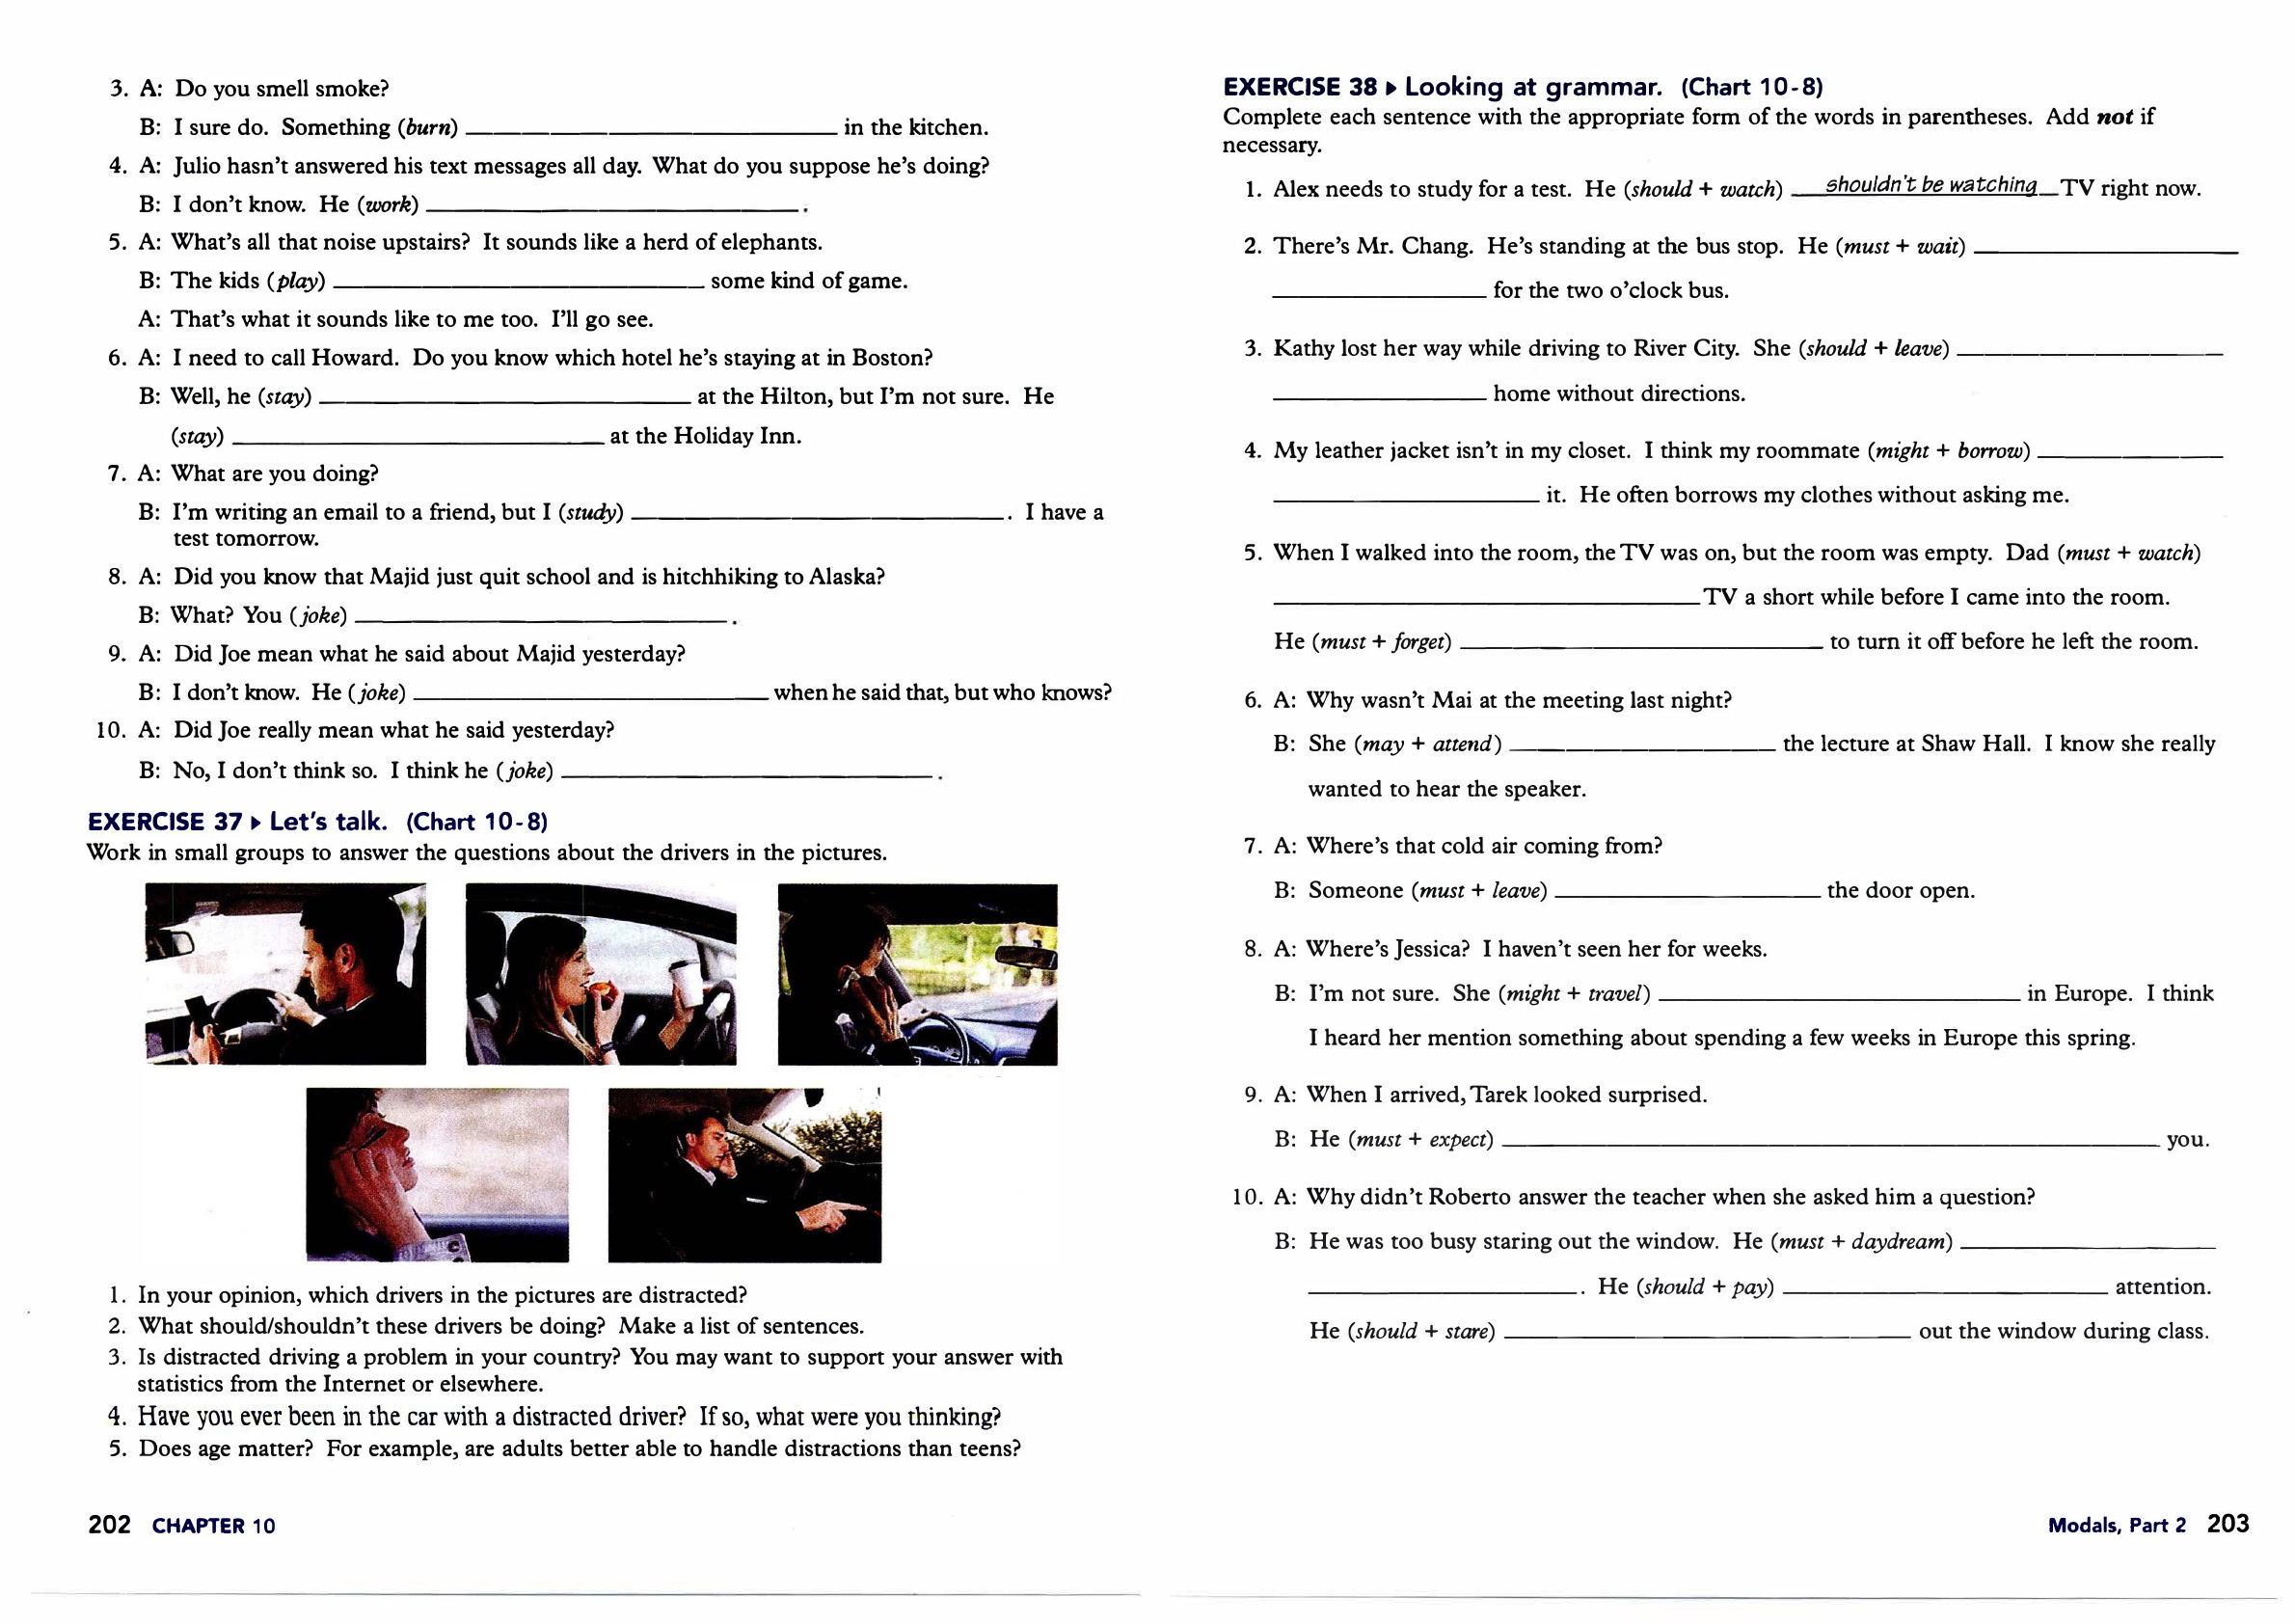 3. A: Do you smell smoke?
B: I sure do. Something (burn) ____________ in the kitchen.
4. A: Julio hasn't answered his text messages all day. What do you suppose he's doing?
B: I don't know. He (work) ____________.
5. A: What's all that noise upstairs? It sounds like a herd of elephants.
B: The kids (play) ____________ some kind of game.
A: That's what it sounds like to me too. I'll go see.
6. A: I need to call Howard. Do you know which hotel he's staying at in Boston?
B: Well, he (stay) ____________ at the Hilton, but I'm not sure. He
(stay) ____________ at the Holiday Inn.
7. A: What are you doing?
B: I'm writing an email to a friend, but I (study) ____________. I have a
test tomorrow.
8. A: Did you know that Majid just quit school and is hitchhiking to Alaska?
B: What? You (joke) ____________.
9. A: Did Joe mean what he said about Majid yesterday?
B: I don't know. He (joke) ____________ when he said that, but who knows?
10. A: Did Joe really mean what he said yesterday?
B: No, I don't think so. I think he (joke) ____________.
EXERCISE 37 ▸ Let's talk. (Chart 10-8)
Work in small groups to answer the questions about the drivers in the pictures.
1. In your opinion, which drivers in the pictures are distracted?
2. What should/shouldn't these drivers be doing? Make a list of sentences.
3. Is distracted driving a problem in your country? You may want to support your answer with
statistics from the Internet or elsewhere.
4. Have you ever been in the car with a distracted driver? If so, what were you thinking?
5. Does age matter? For example, are adults better able to handle distractions than teens?
202 CHAPTER 10
EXERCISE 38 ▸ Looking at grammar. (Chart 10-8)
Complete each sentence with the appropriate form of the words in parentheses. Add not if
necessary.
1. Alex needs to study for a test. He (should + watch) shouldn't be watching TV right now.
2. There's Mr. Chang. He's standing at the bus stop. He (must + wait) ____________
____________ for the two o'clock bus.
3. Kathy lost her way while driving to River City. She (should + leave) ____________
____________ home without directions.
4. My leather jacket isn't in my closet. I think my roommate (might + borrow) ____________
____________ it. He often borrows my clothes without asking me.
5. When I walked into the room, the TV was on, but the room was empty. Dad (must + watch)
____________ TV a short while before I came into the room.
He (must + forget) ____________ to turn it off before he left the room.
6. A: Why wasn't Mai at the meeting last night?
B: She (may + attend) ____________ the lecture at Shaw Hall. I know she really
wanted to hear the speaker.
7. A: Where's that cold air coming from?
B: Someone (must + leave) ____________ the door open.
8. A: Where's Jessica? I haven't seen her for weeks.
B: I'm not sure. She (might + travel) ____________ in Europe. I think
I heard her mention something about spending a few weeks in Europe this spring.
9. A: When I arrived, Tarek looked surprised.
B: He (must + expect) ____________ you.
10. A: Why didn't Roberto answer the teacher when she asked him a question?
B: He was too busy staring out the window. He (must + daydream) ____________
____________. He (should + pay) ____________ attention.
He (should + stare) ____________ out the window during class.
Modals, Part 2 203